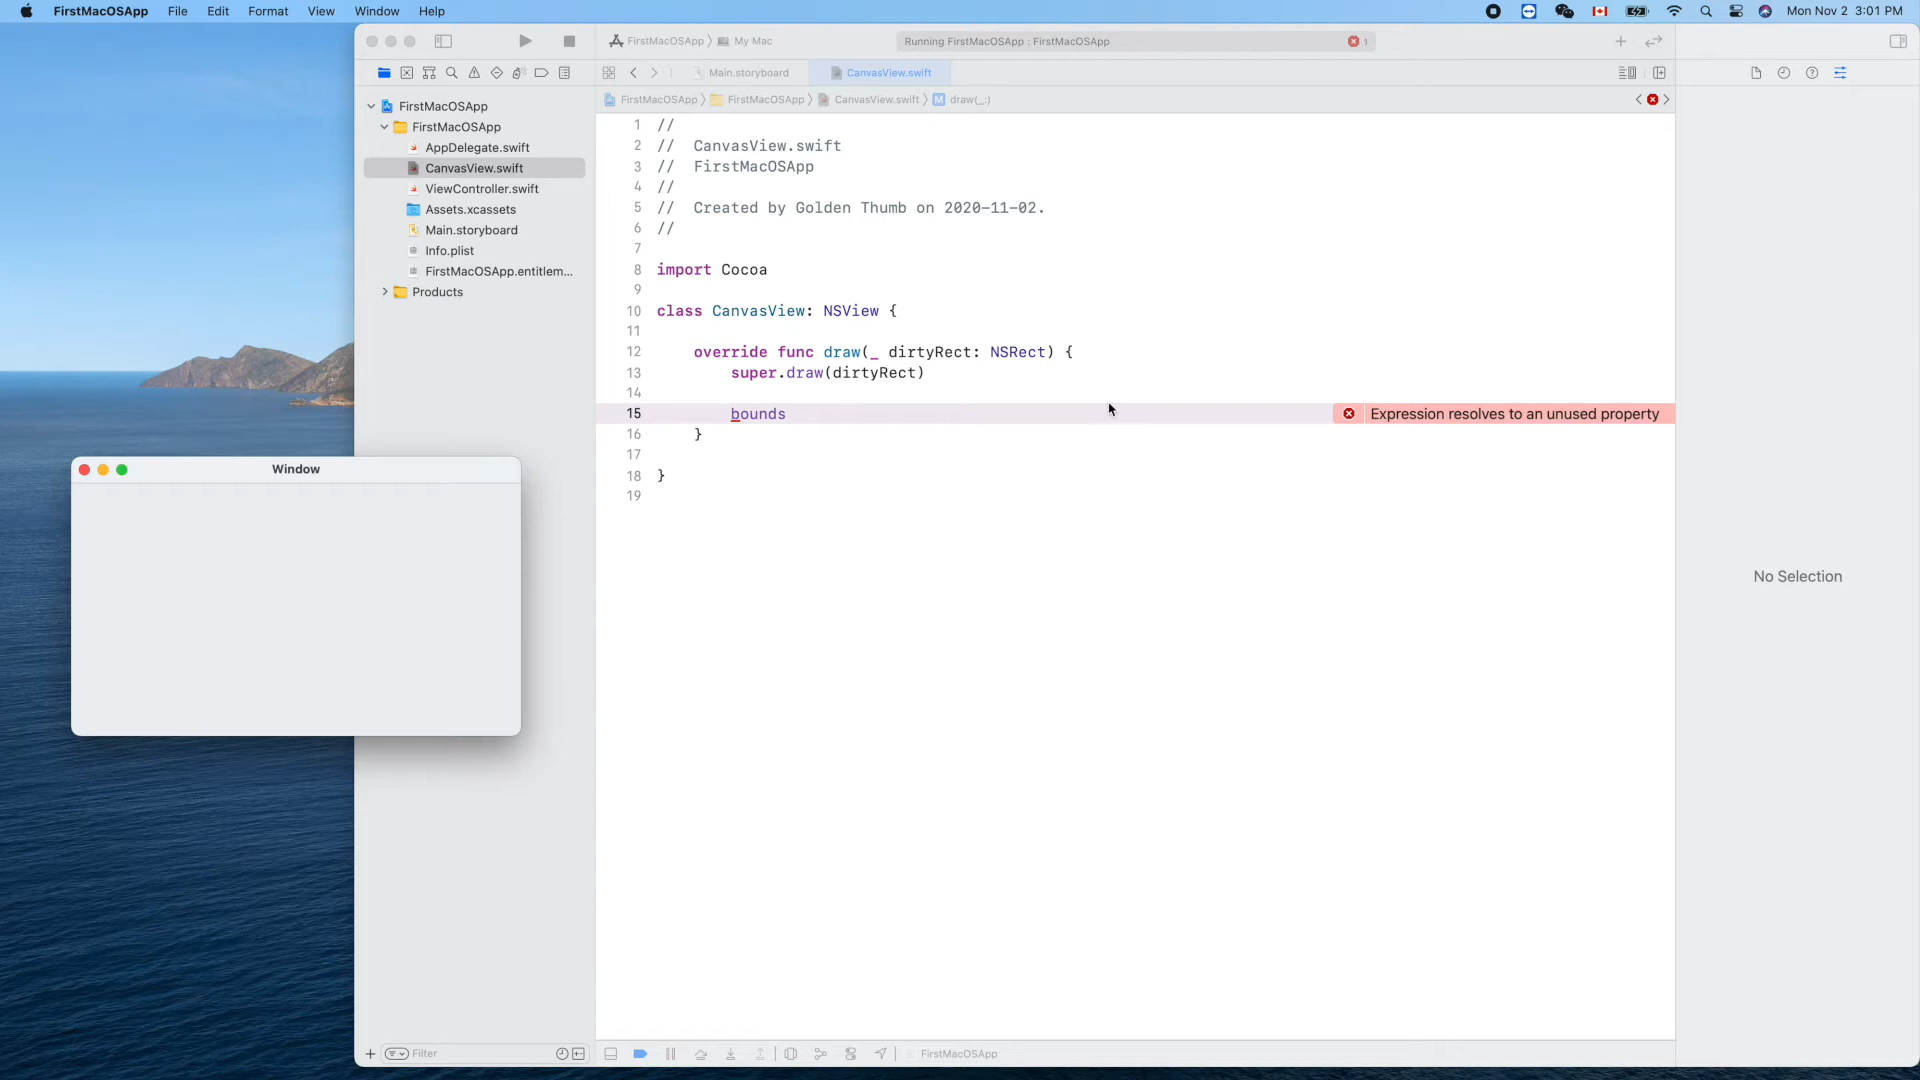 FirstMacOSApp File Edit Format View Window Help Mon Nov 2 3:01 PM
FirstMacOSApp My Mac Running FirstMacOSApp : FirstMacOSApp 1
Main.storyboard CanvasView.swift
FirstMacOSApp FirstMacOSApp CanvasView.swift M draw(_:)
FirstMacOSApp
FirstMacOSApp
AppDelegate.swift
CanvasView.swift
ViewController.swift
Assets.xcassets
Main.storyboard
Info.plist
FirstMacOSApp.entitlem...
Products
1 //
2 // CanvasView.swift
3 // FirstMacOSApp
4 //
5 // Created by Golden Thumb on 2020-11-02.
6 //
7
8 import Cocoa
9
10 class CanvasView: NSView {
11
12 override func draw(_ dirtyRect: NSRect) {
13 super.draw(dirtyRect)
14
15 bounds Expression resolves to an unused property
16 }
17
18 }
19
Window
No Selection
Filter FirstMacOSApp